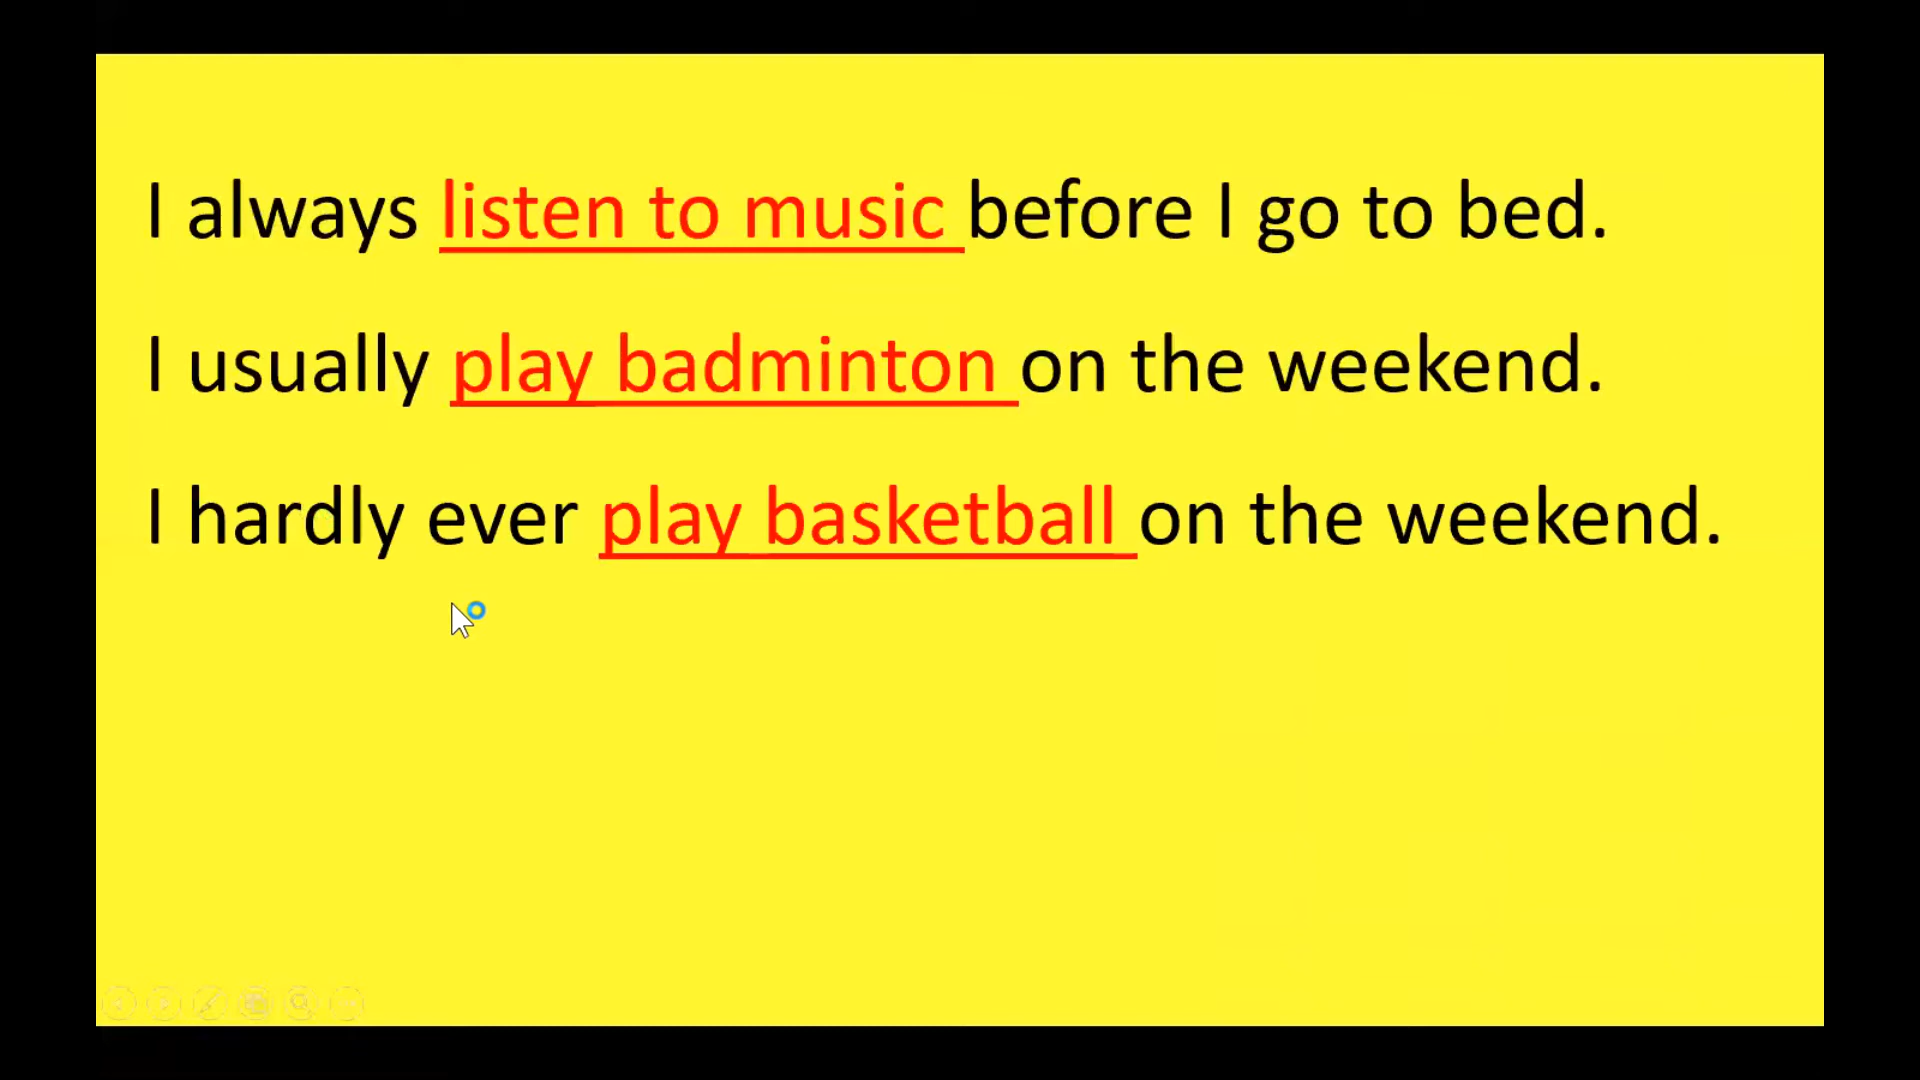 I always listen to music before I go to bed.
I usually play badminton on the weekend.
I hardly ever play basketball on the weekend.